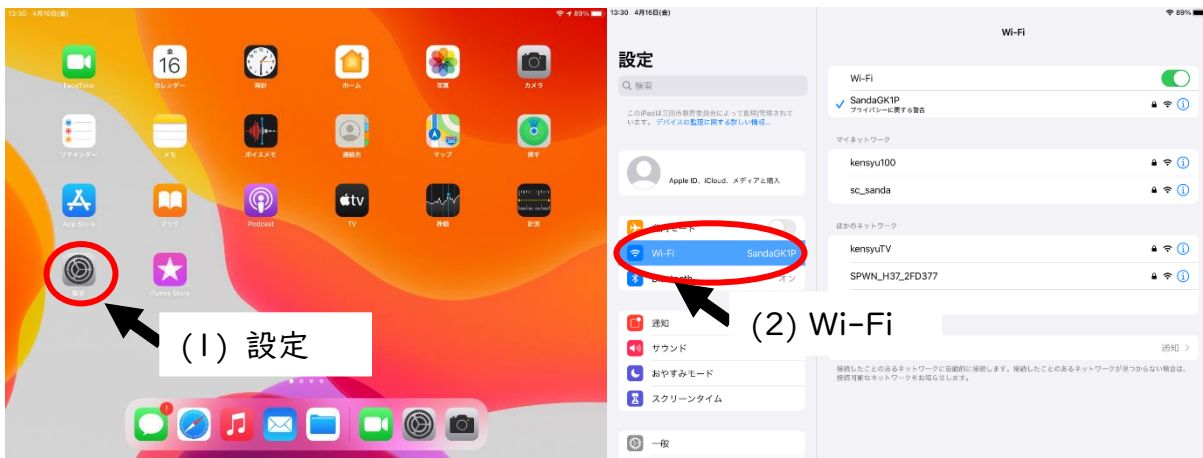 13:30 4月16日(金)
89%
金
16
FaceTime
カレンダー
時計
ホーム
写真
カメラ
リマインダー
メモ
ボイスメモ
連絡先
マップ
探す
App Store
ブック
Podcast
tv
TV
株価
計測
設定
iTunes Store
(1) 設定
13:30 4月16日(金)
89%
設定
検索
このiPadは三田市教育委員会によって監視/管理されて
います。デバイスの監理に関する詳しい情報...
Apple ID、iCloud、メディアと購入
Wi-Fi SandaGK1P
Bluetooth オン
通知
サウンド
おやすみモード
スクリーンタイム
一般
(2) Wi-Fi
Wi-Fi
Wi-Fi
SandaGK1P
プライバシーに関する警告
マイネットワーク
kensyu100
sc_sanda
ほかのネットワーク
kensyuTV
SPWN_H37_2FD377
通知
接続したことのあるネットワークに自動的に接続します。接続したことのあるネットワークが見つからない場合は、
接続可能なネットワークをお知らせします。